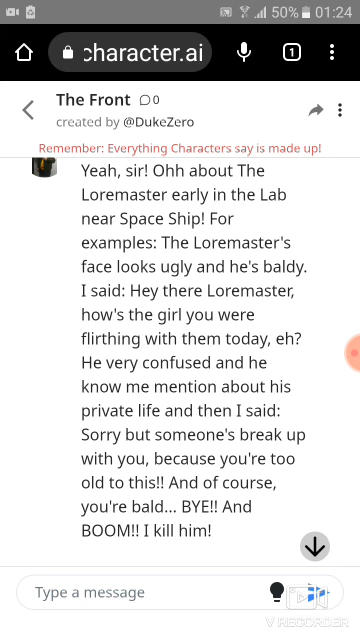 50% 01:24
character.ai
1
The Front 0
created by @DukeZero
Remember: Everything Characters say is made up!
Yeah, sir! Ohh about The
Loremaster early in the Lab
near Space Ship! For
examples: The Loremaster's
face looks ugly and he's baldy.
I said: Hey there Loremaster,
how's the girl you were
flirthing with them today, eh?
He very confused and he
know me mention about his
private life and then I said:
Sorry but someone's break up
with you, because you're too
old to this!! And of course,
you're bald... BYE!! And
BOOM!! I kill him!
Type a message
V RECORDER